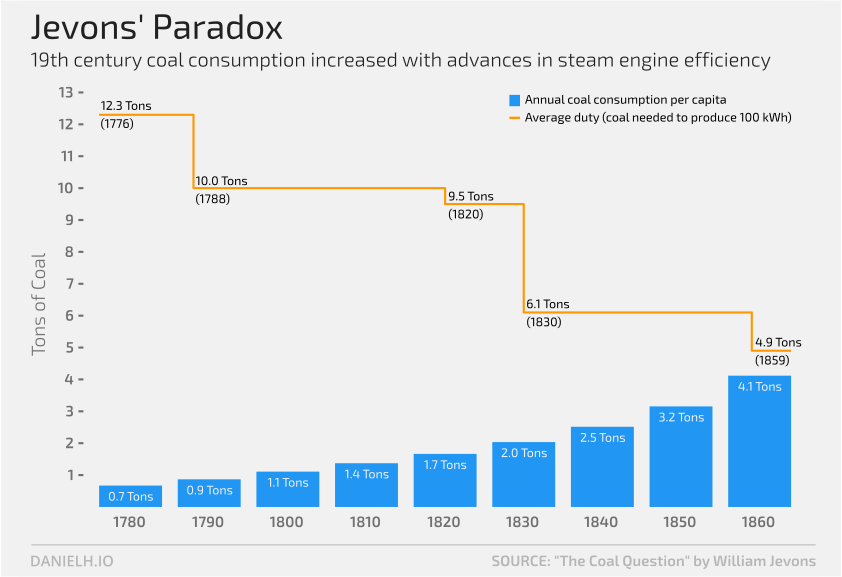 Jevons' Paradox
19th century coal consumption increased with advances in steam engine efficiency
Annual coal consumption per capita
Average duty (coal needed to produce 100 kWh)
Tons of Coal
13
12
11
10
9
8
7
6
5
4
3
2
1
12.3 Tons
(1776)
10.0 Tons
(1788)
9.5 Tons
(1820)
6.1 Tons
(1830)
4.9 Tons
(1859)
0.7 Tons
0.9 Tons
1.1 Tons
1.4 Tons
1.7 Tons
2.0 Tons
2.5 Tons
3.2 Tons
4.1 Tons
1780 1790 1800 1810 1820 1830 1840 1850 1860
DANIELH.IO
SOURCE: "The Coal Question" by William Jevons